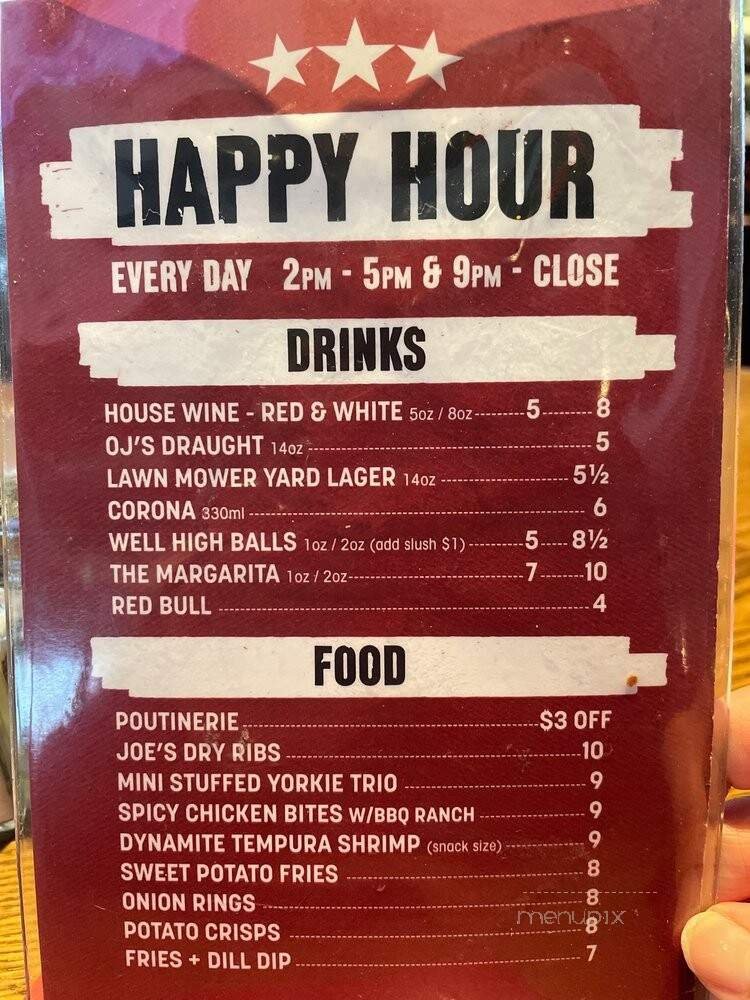 HAPPY HOUR
EVERY DAY 2PM - 5PM & 9PM - CLOSE
DRINKS
HOUSE WINE - RED & WHITE 5oz / 8oz 5 8
OJ'S DRAUGHT 14oz 5
LAWN MOWER YARD LAGER 14oz 5½
CORONA 330ml 6
WELL HIGH BALLS 1oz / 2oz (add slush $1) 5 8½
THE MARGARITA 1oz / 2oz 7 10
RED BULL 4
FOOD
POUTINERIE $3 OFF
JOE'S DRY RIBS 10
MINI STUFFED YORKIE TRIO 9
SPICY CHICKEN BITES W/BBQ RANCH 9
DYNAMITE TEMPURA SHRIMP (snack size) 9
SWEET POTATO FRIES 8
ONION RINGS 8
POTATO CRISPS 8
FRIES + DILL DIP 7
menupix